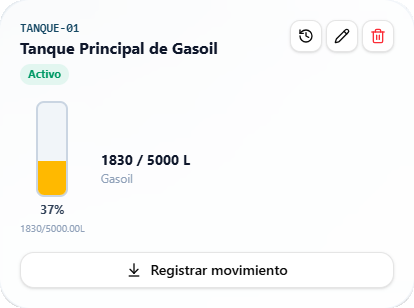 TANQUE-01
Tanque Principal de Gasoil
Activo
1830 / 5000 L
Gasoil
37%
1830/5000.00L
Registrar movimiento